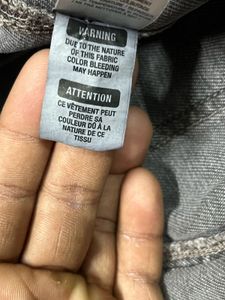 WARNING
DUE TO THE NATURE
OF THIS FABRIC
COLOR BLEEDING
MAY HAPPEN
ATTENTION
CE VÊTEMENT PEUT
PERDRE SA
COULEUR DÛ À LA
NATURE DE CE
TISSU